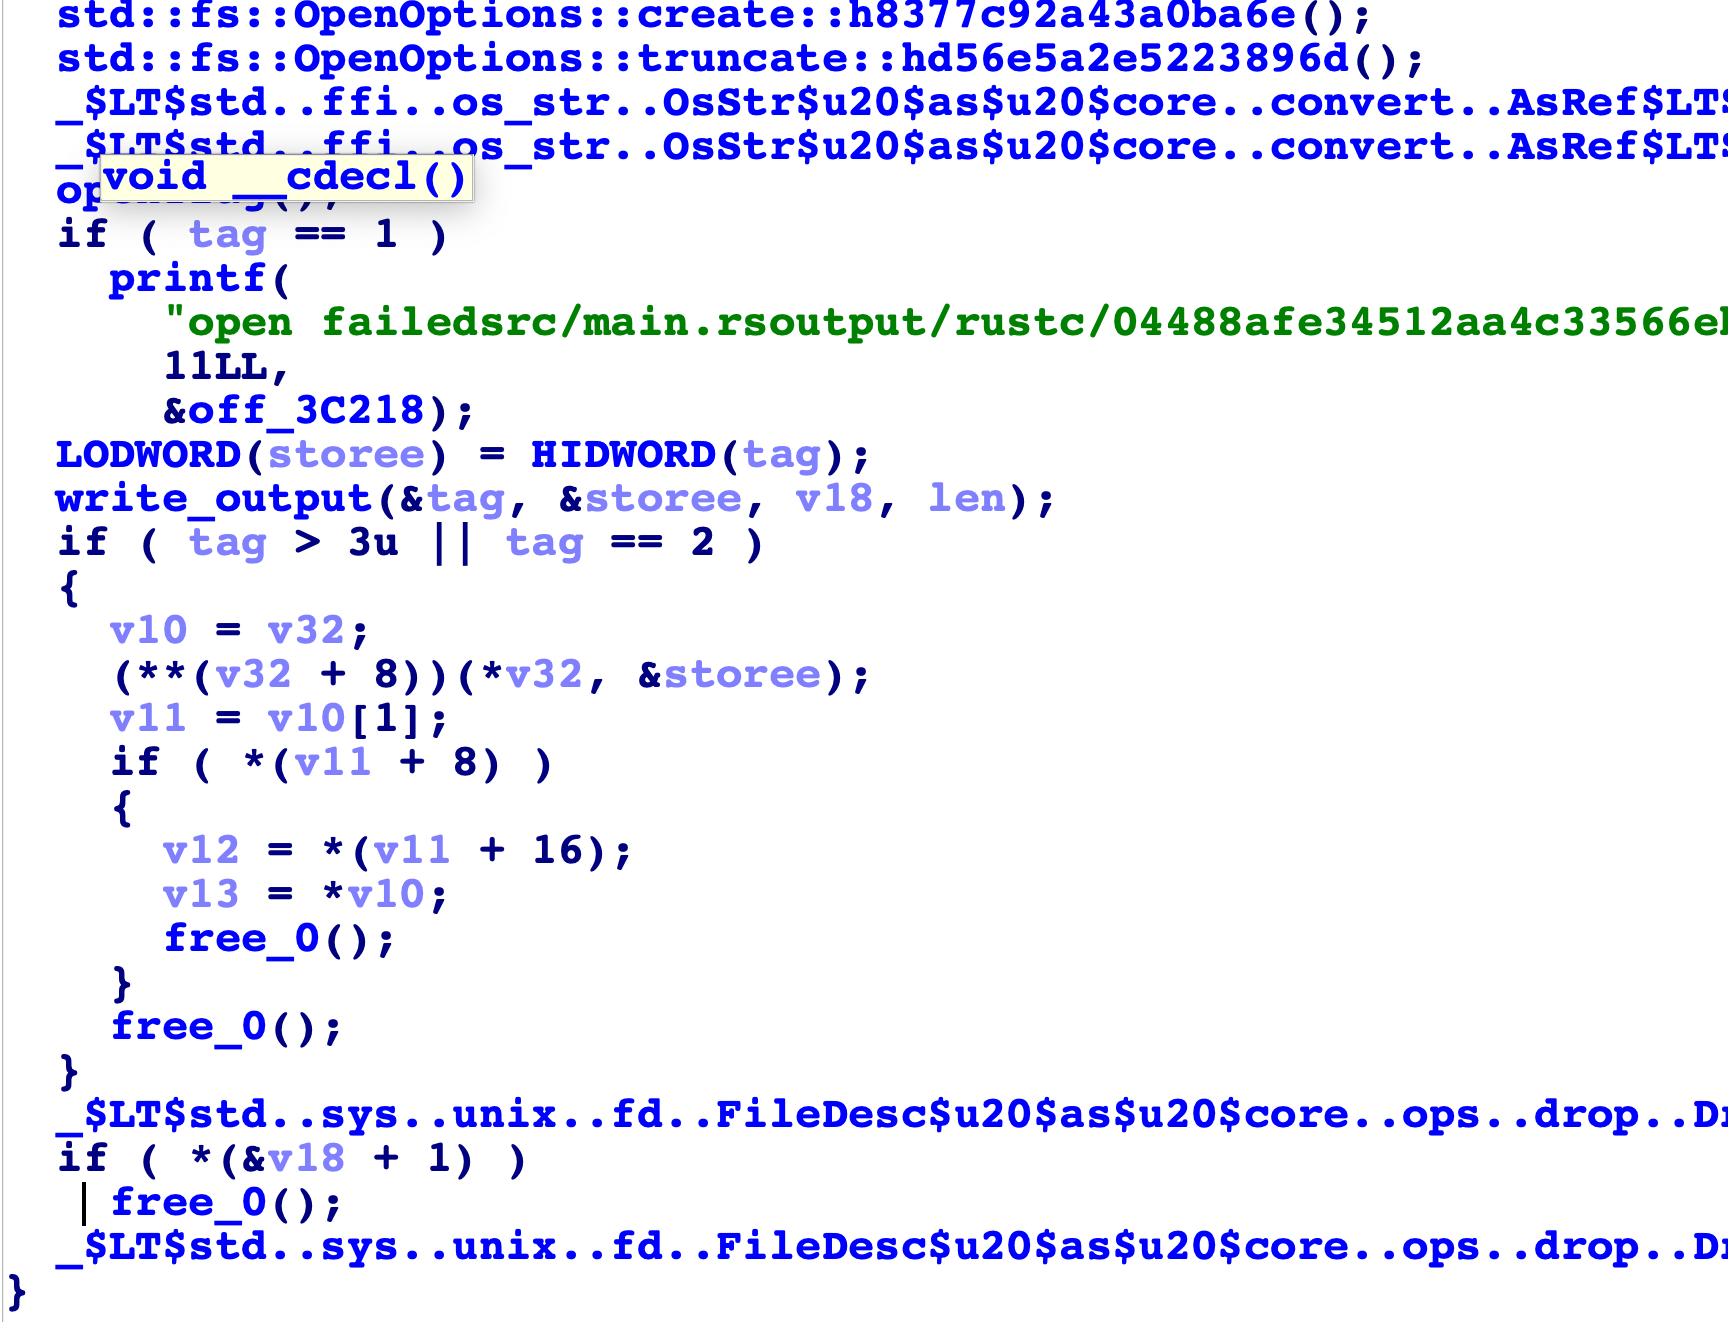 std::fs::OpenOptions::create::h8377c92a43a0ba6e();
std::fs::OpenOptions::truncate::hd56e5a2e5223896d();
_$LT$std..ffi..os_str..OsStr$u20$as$u20$core..convert..AsRef$LT$
_$LT$std..ffi..os_str..OsStr$u20$as$u20$core..convert..AsRef$LT$
void __cdecl()
if ( tag == 1 )
printf(
"open failedsrc/main.rsoutput/rustc/04488afe34512aa4c33566e
11LL,
&off_3C218);
LODWORD(storee) = HIDWORD(tag);
write_output(&tag, &storee, v18, len);
if ( tag > 3u || tag == 2 )
{
v10 = v32;
(**(v32 + 8))(*v32, &storee);
v11 = v10[1];
if ( *(v11 + 8) )
{
v12 = *(v11 + 16);
v13 = *v10;
free_0();
}
free_0();
}
_$LT$std..sys..unix..fd..FileDesc$u20$as$u20$core..ops..drop..Dr
if ( *(&v18 + 1) )
free_0();
_$LT$std..sys..unix..fd..FileDesc$u20$as$u20$core..ops..drop..Dr
}